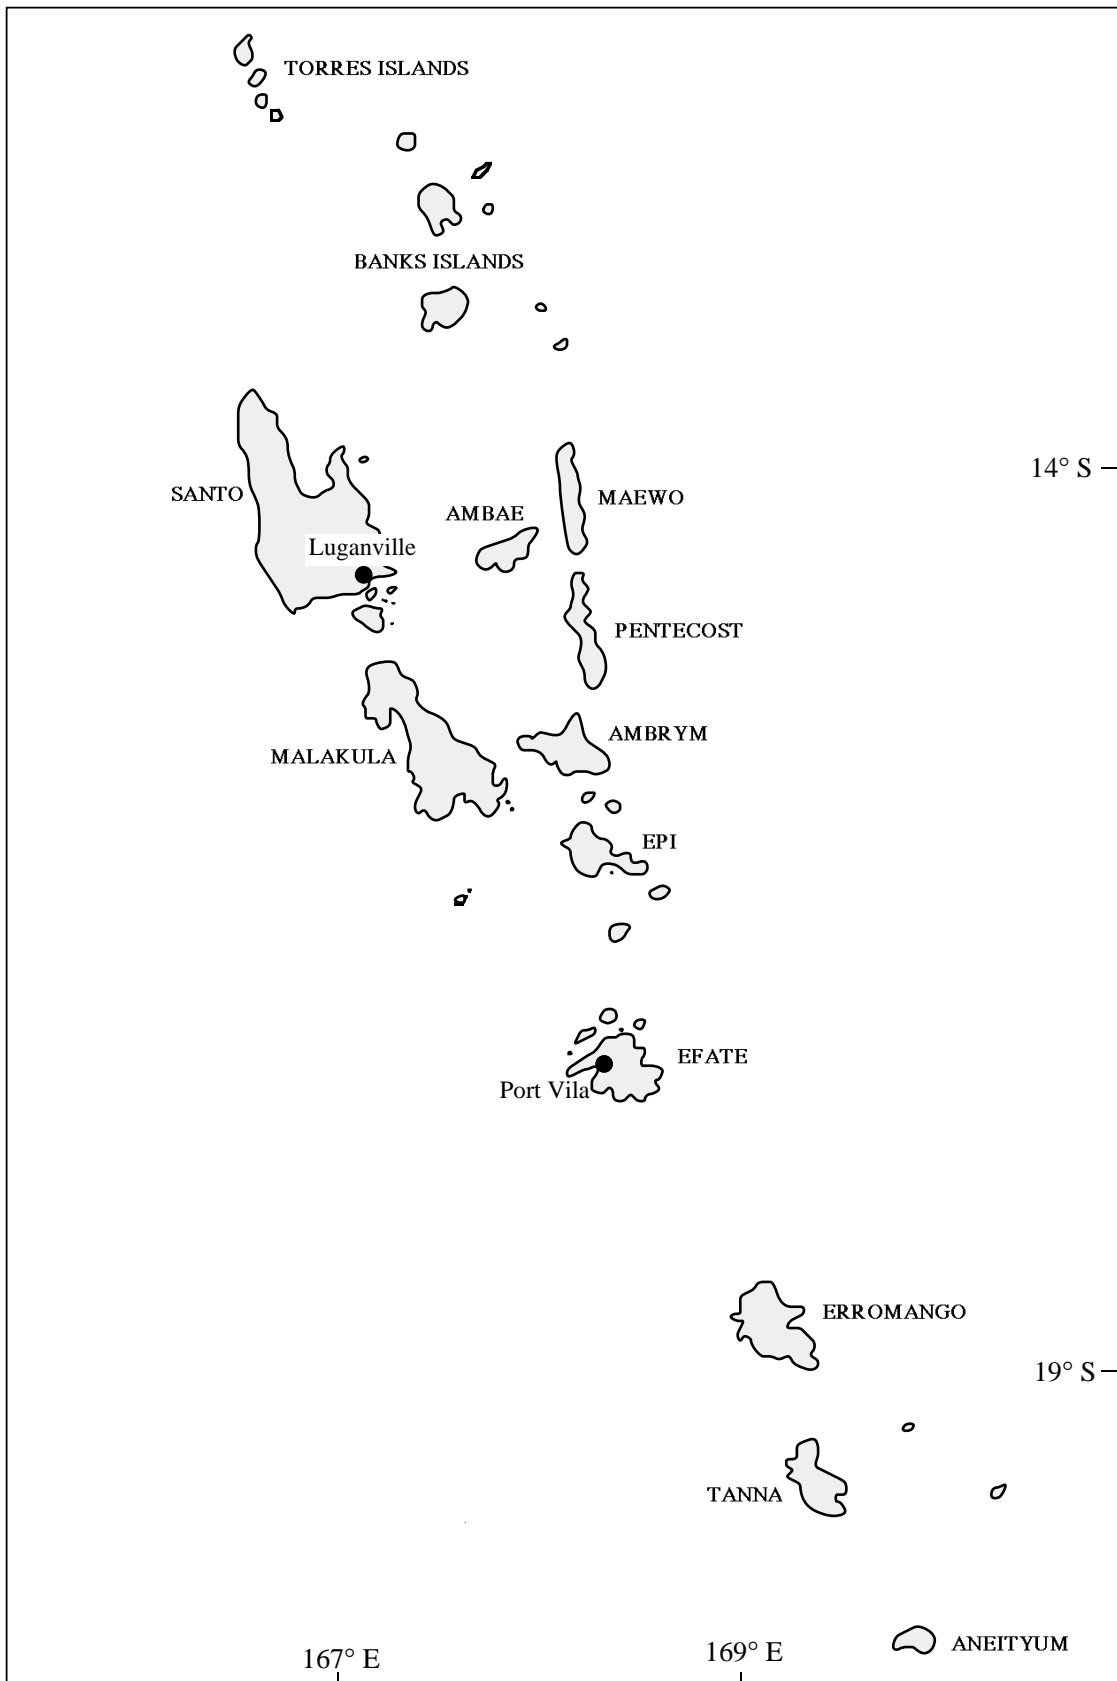 TORRES ISLANDS
BANKS ISLANDS
14° S
SANTO
MAEWO
AMBAE
Luganville
PENTECOST
AMBRYM
MALAKULA
EPI
EFATE
Port Vila
ERROMANGO
19° S
TANNA
ANEITYUM
167° E
169° E